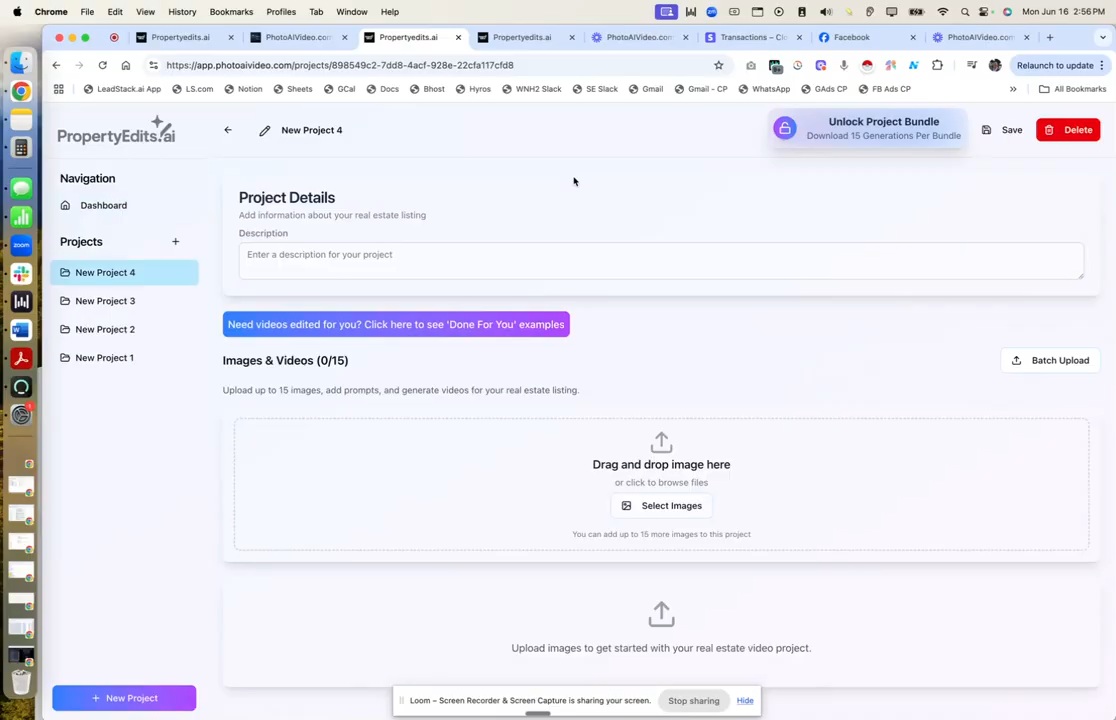 Chrome File Edit View History Bookmarks Profiles Tab Window Help
Mon Jun 16 2:56 PM
Propertyedits.ai
PhotoAIVideo.com
Propertyedits.ai
Propertyedits.ai
PhotoAIVideo.com
Transactions – Clo
Facebook
PhotoAIVideo.com
https://app.photoaivideo.com/projects/898549c2-7dd8-4acf-928e-22cfa117cfd8
Relaunch to update
LeadStack.ai App
LS.com
Notion
Sheets
GCal
Docs
Bhost
Hyros
WNH2 Slack
SE Slack
Gmail
Gmail - CP
WhatsApp
GAds CP
FB Ads CP
»
All Bookmarks
PropertyEdits.ai
New Project 4
Unlock Project Bundle
Download 15 Generations Per Bundle
Save
Delete
Navigation
Dashboard
Projects +
New Project 4
New Project 3
New Project 2
New Project 1
+ New Project
Project Details
Add information about your real estate listing
Description
Enter a description for your project
Need videos edited for you? Click here to see 'Done For You' examples
Images & Videos (0/15)
Batch Upload
Upload up to 15 images, add prompts, and generate videos for your real estate listing.
Drag and drop image here
or click to browse files
Select Images
You can add up to 15 more images to this project
Upload images to get started with your real estate video project.
Loom – Screen Recorder & Screen Capture is sharing your screen.
Stop sharing
Hide
zoom